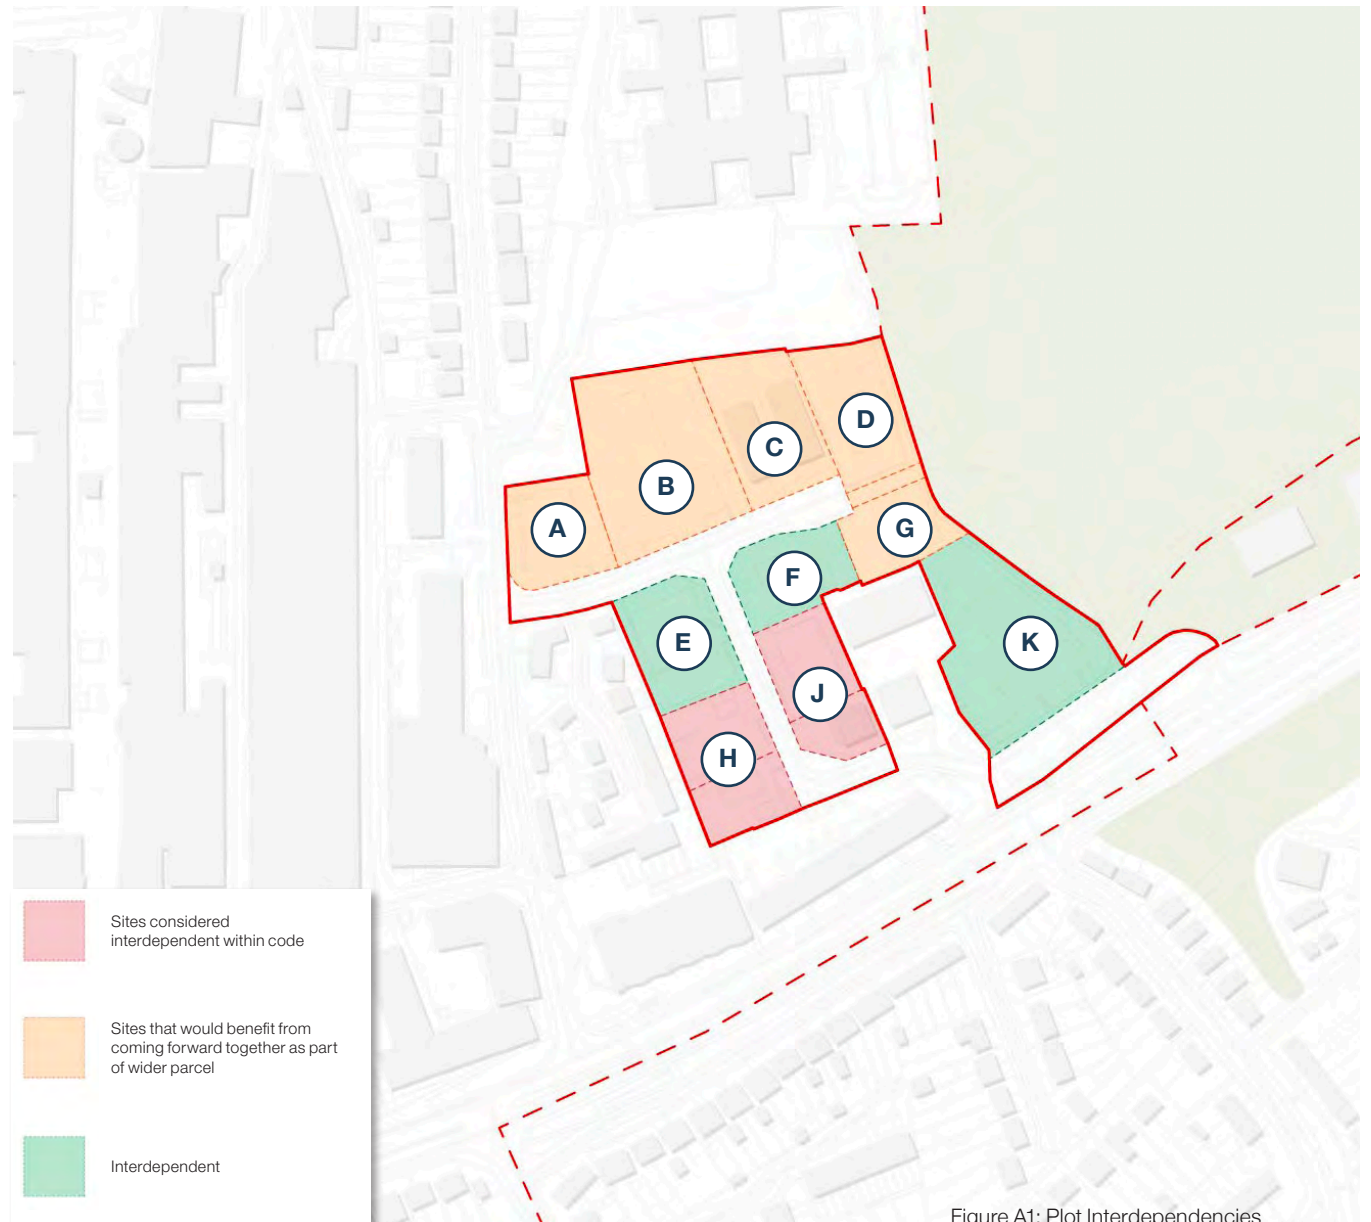 D
C
B
A
G
F
E
K
J
H
Sites considered
interdependent within code
Sites that would benefit from
coming forward together as part
of wider parcel
Interdependent
Figure A1: Plot Interdependencies